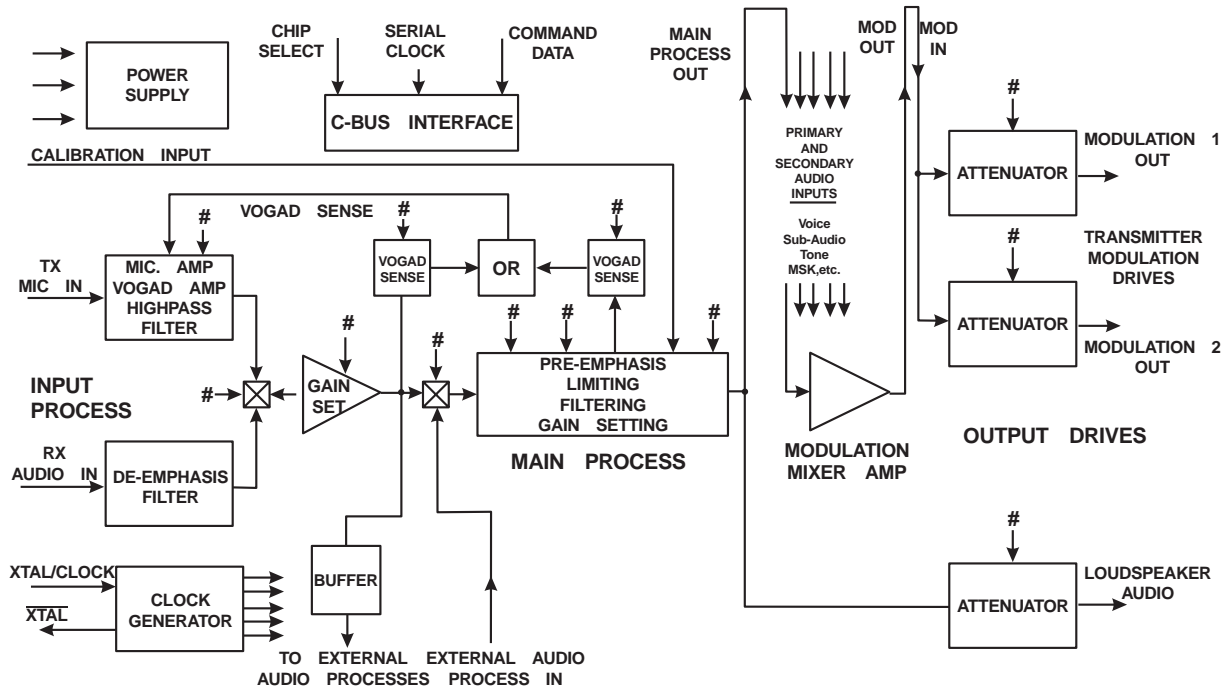 CHIP SELECT
SERIAL CLOCK
COMMAND DATA
POWER SUPPLY
C-BUS INTERFACE
CALIBRATION INPUT
MAIN PROCESS OUT
MOD OUT
MOD IN
PRIMARY
AND
SECONDARY
AUDIO
INPUTS
Voice
Sub-Audio
Tone
MSK,etc.
#
ATTENUATOR
MODULATION 1
OUT
#
ATTENUATOR
TRANSMITTER
MODULATION
DRIVES
MODULATION 2
OUT
VOGAD SENSE
#
#
#
TX
MIC IN
MIC. AMP
VOGAD AMP
HIGHPASS
FILTER
VOGAD
SENSE
OR
VOGAD
SENSE
#
#
#
#
#
#
INPUT
PROCESS
#
GAIN
SET
PRE-EMPHASIS
LIMITING
FILTERING
GAIN SETTING
MAIN PROCESS
MODULATION
MIXER AMP
OUTPUT DRIVES
RX
AUDIO IN
DE-EMPHASIS
FILTER
XTAL/CLOCK
XTAL
CLOCK
GENERATOR
BUFFER
TO EXTERNAL
AUDIO PROCESSES
EXTERNAL AUDIO
PROCESS IN
#
ATTENUATOR
LOUDSPEAKER
AUDIO